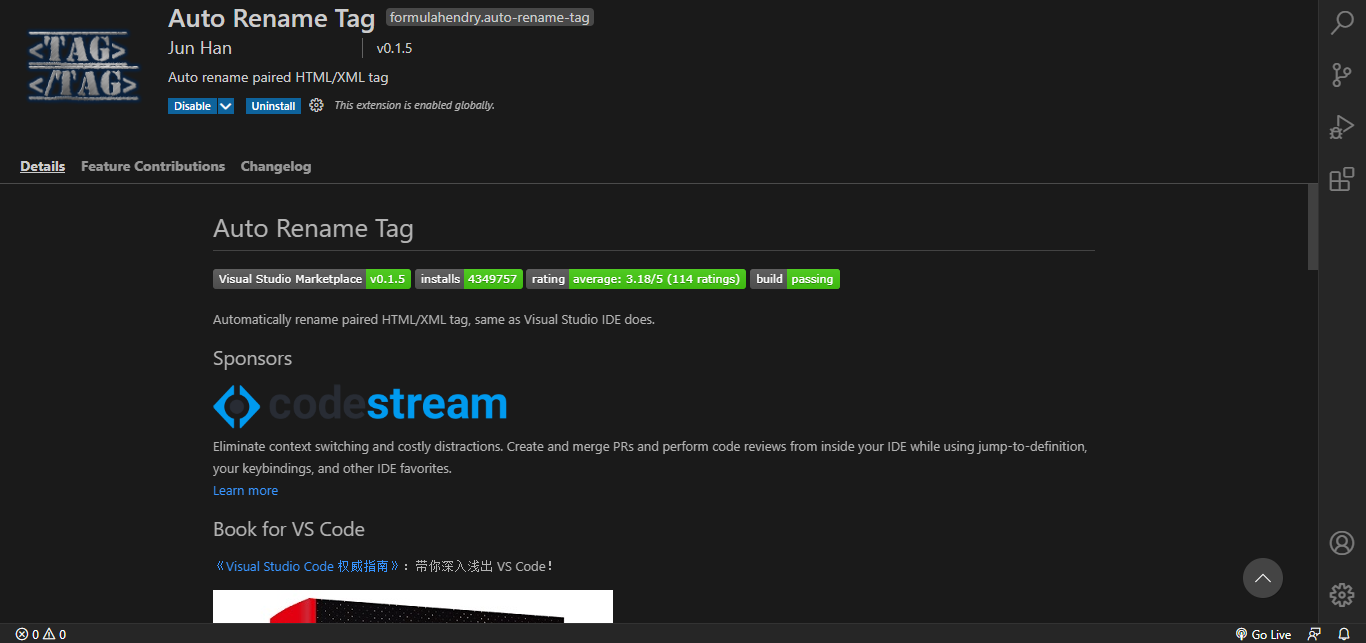 <TAG>
</TAG>
Auto Rename Tag formulahendry.auto-rename-tag
Jun Han v0.1.5
Auto rename paired HTML/XML tag
Disable Uninstall This extension is enabled globally.
Details Feature Contributions Changelog
Auto Rename Tag
Visual Studio Marketplace v0.1.5 installs 4349757 rating average: 3.18/5 (114 ratings) build passing
Automatically rename paired HTML/XML tag, same as Visual Studio IDE does.
Sponsors
codestream
Eliminate context switching and costly distractions. Create and merge PRs and perform code reviews from inside your IDE while using jump-to-definition,
your keybindings, and other IDE favorites.
Learn more
Book for VS Code
《Visual Studio Code 权威指南》：带你深入浅出 VS Code！
0 0 Go Live